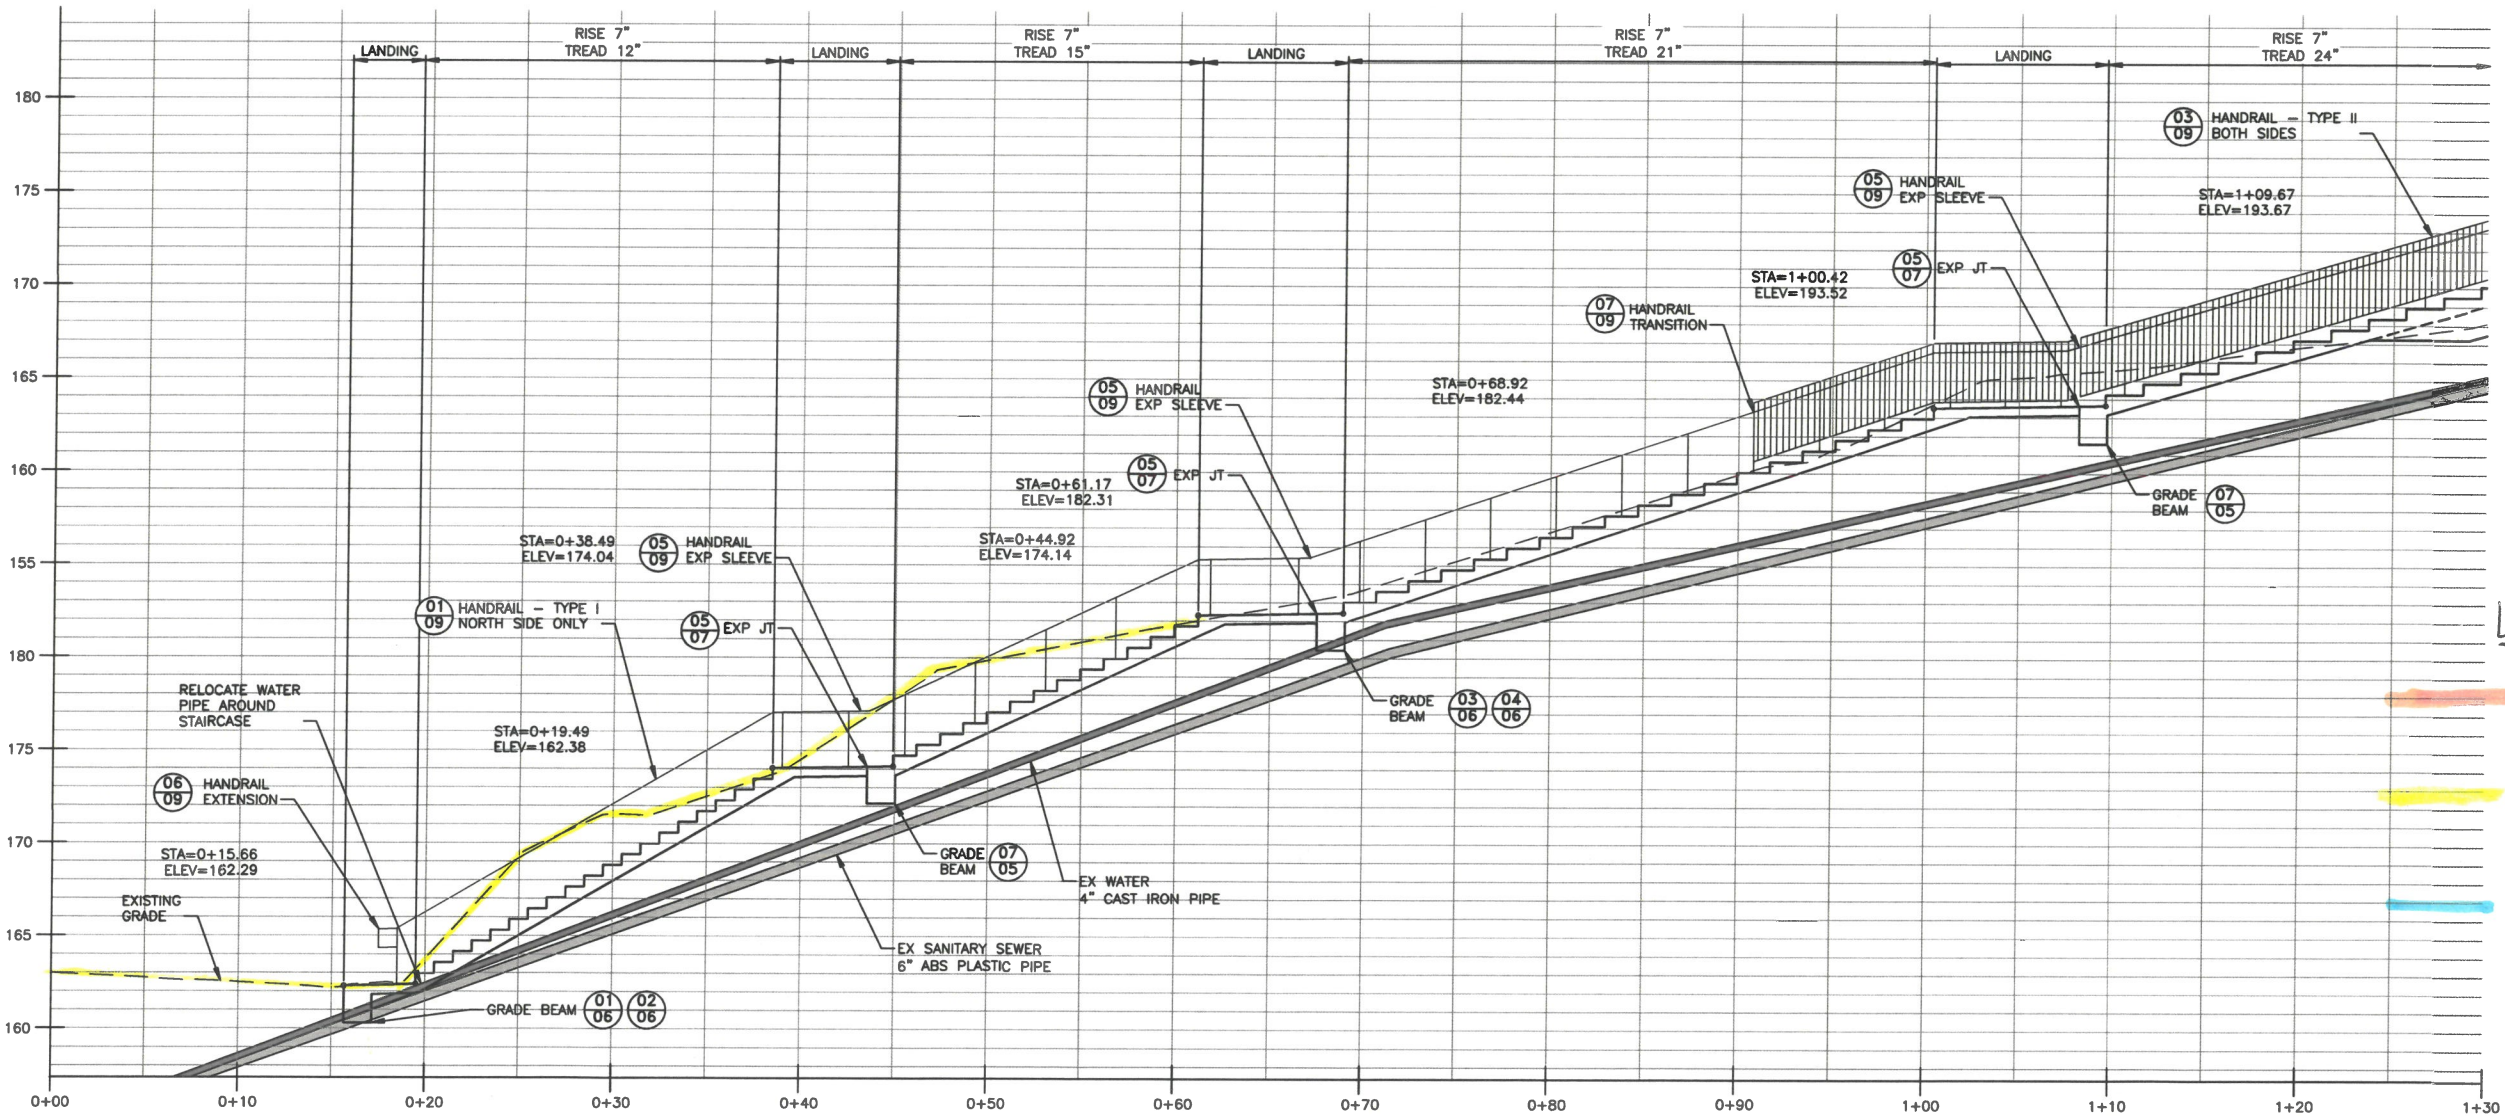 RISE 7"
TREAD 12"
RISE 7"
TREAD 15"
RISE 7"
TREAD 21"
RISE 7"
TREAD 24"
LANDING
LANDING
LANDING
LANDING
180
175
170
165
160
155
180
175
170
165
160
03
09
HANDRAIL – TYPE II
BOTH SIDES
05
09
HANDRAIL
EXP SLEEVE
STA=1+09.67
ELEV=193.67
05
07
EXP JT
STA=1+00.42
ELEV=193.52
07
09
HANDRAIL
TRANSITION
05
09
HANDRAIL
EXP SLEEVE
STA=0+68.92
ELEV=182.44
05
07
EXP JT
STA=0+61.17
ELEV=182.31
GRADE
BEAM
07
05
STA=0+38.49
ELEV=174.04
05
09
HANDRAIL
EXP SLEEVE
STA=0+44.92
ELEV=174.14
01
09
HANDRAIL – TYPE I
NORTH SIDE ONLY
05
07
EXP JT
RELOCATE WATER
PIPE AROUND
STAIRCASE
GRADE
BEAM
03
06
04
06
STA=0+19.49
ELEV=162.38
06
09
HANDRAIL
EXTENSION
STA=0+15.66
ELEV=162.29
GRADE
BEAM
07
05
EX WATER
4" CAST IRON PIPE
EXISTING
GRADE
EX SANITARY SEWER
6" ABS PLASTIC PIPE
GRADE BEAM
01
06
02
06
0+00
0+10
0+20
0+30
0+40
0+50
0+60
0+70
0+80
0+90
1+00
1+10
1+20
1+30